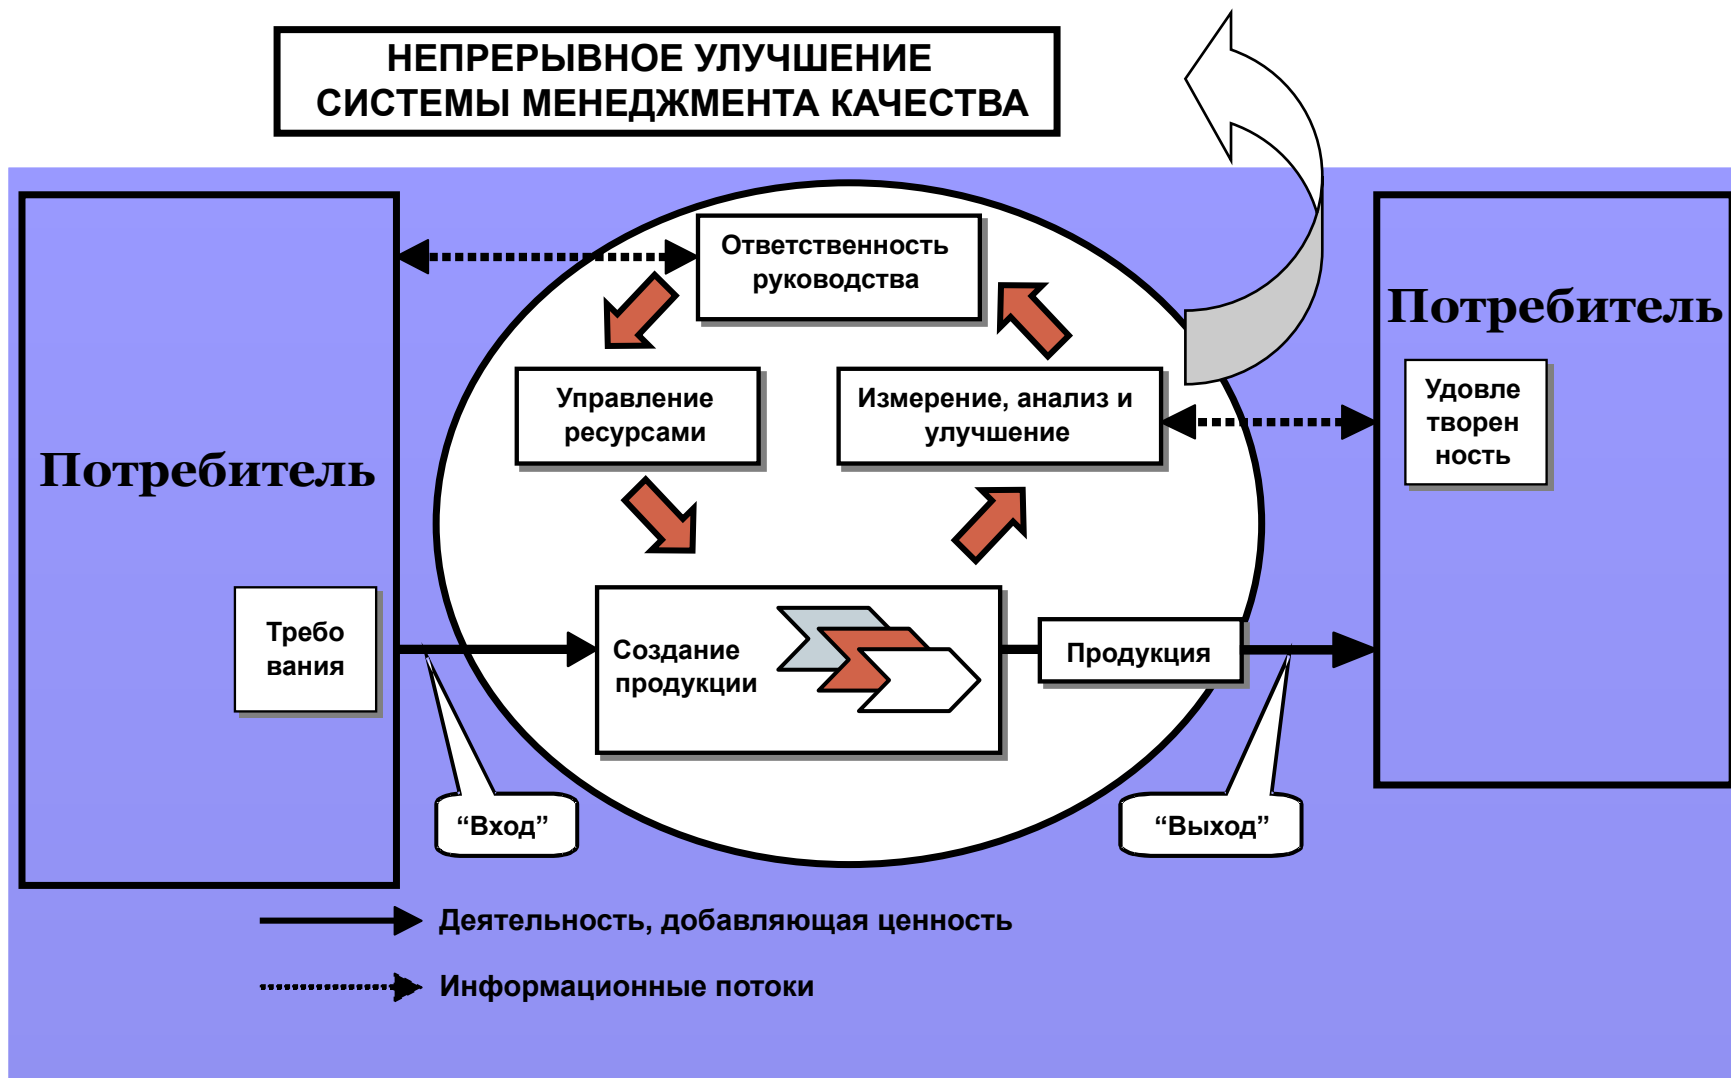 НЕПРЕРЫВНОЕ УЛУЧШЕНИЕ
СИСТЕМЫ МЕНЕДЖМЕНТА КАЧЕСТВА
Ответственность
руководства
Потребитель
Управление
ресурсами
Измерение, анализ и
улучшение
Удовле
творен
ность
Потребитель
Требо
вания
Создание
продукции
Продукция
“Вход”
“Выход”
Деятельность, добавляющая ценность
Информационные потоки